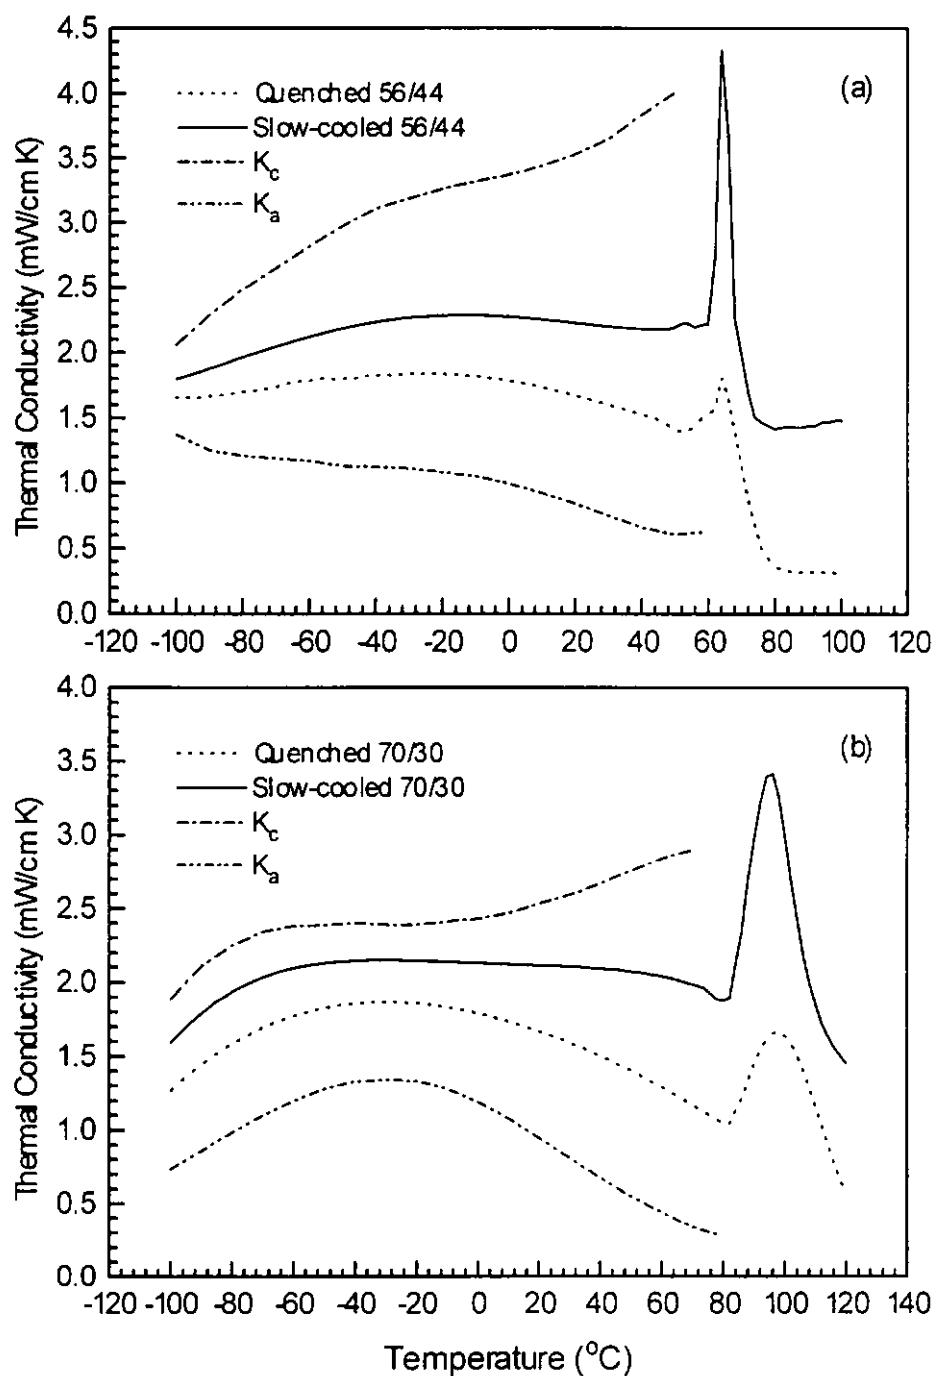 4.5
4.0
3.5
3.0
2.5
2.0
1.5
1.0
0.5
0.0
Thermal Conductivity (mW/cm K)
(a)
Quenched 56/44
Slow-cooled 56/44
Kc
Ka
-120 -100 -80 -60 -40 -20 0 20 40 60 80 100 120
4.0
3.5
3.0
2.5
2.0
1.5
1.0
0.5
0.0
Thermal Conductivity (mW/cm K)
(b)
Quenched 70/30
Slow-cooled 70/30
Kc
Ka
-120 -100 -80 -60 -40 -20 0 20 40 60 80 100 120 140
Temperature (°C)